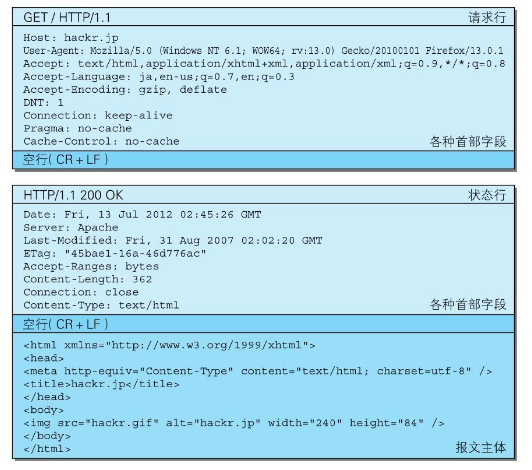 GET / HTTP/1.1 请求行
Host: hackr.jp
User-Agent: Mozilla/5.0 (Windows NT 6.1; WOW64; rv:13.0) Gecko/20100101 Firefox/13.0.1
Accept: text/html,application/xhtml+xml,application/xml;q=0.9,*/*;q=0.8
Accept-Language: ja,en-us;q=0.7,en;q=0.3
Accept-Encoding: gzip, deflate
DNT: 1
Connection: keep-alive
Pragma: no-cache
Cache-Control: no-cache 各种首部字段
空行( CR + LF )
HTTP/1.1 200 OK 状态行
Date: Fri, 13 Jul 2012 02:45:26 GMT
Server: Apache
Last-Modified: Fri, 31 Aug 2007 02:02:20 GMT
ETag: "45bae1-16a-46d776ac"
Accept-Ranges: bytes
Content-Length: 362
Connection: close
Content-Type: text/html 各种首部字段
空行( CR + LF )
<html xmlns="http://www.w3.org/1999/xhtml">
<head>
<meta http-equiv="Content-Type" content="text/html; charset=utf-8" />
<title>hackr.jp</title>
</head>
<body>
<img src="hackr.gif" alt="hackr.jp" width="240" height="84" />
</body>
</html> 报文主体